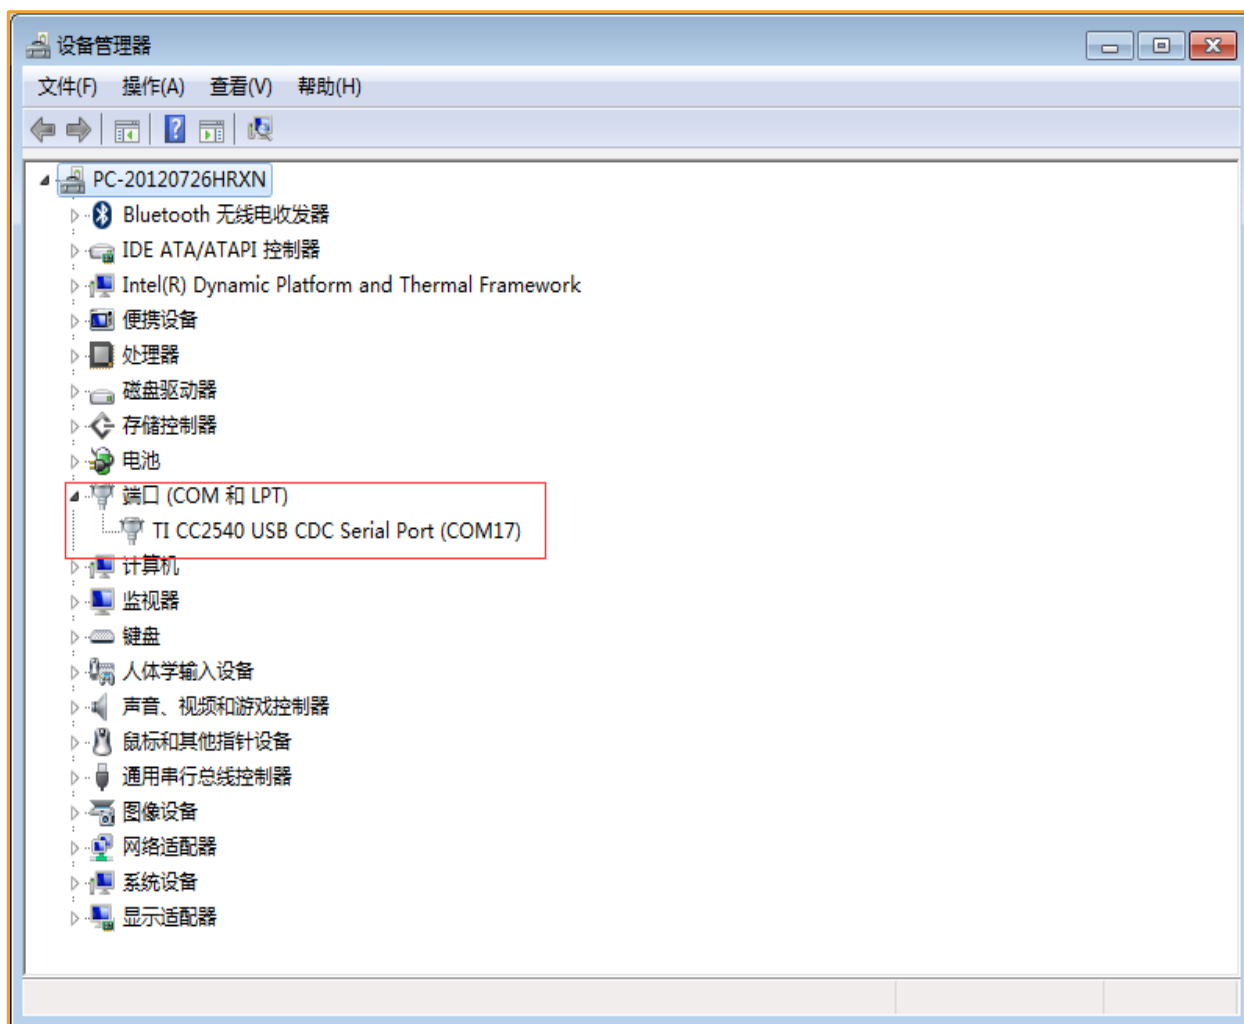 设备管理器
文件(F) 操作(A) 查看(V) 帮助(H)
PC-20120726HRXN
Bluetooth 无线电收发器
IDE ATA/ATAPI 控制器
Intel(R) Dynamic Platform and Thermal Framework
便携设备
处理器
磁盘驱动器
存储控制器
电池
端口 (COM 和 LPT)
TI CC2540 USB CDC Serial Port (COM17)
计算机
监视器
键盘
人体学输入设备
声音、视频和游戏控制器
鼠标和其他指针设备
通用串行总线控制器
图像设备
网络适配器
系统设备
显示适配器